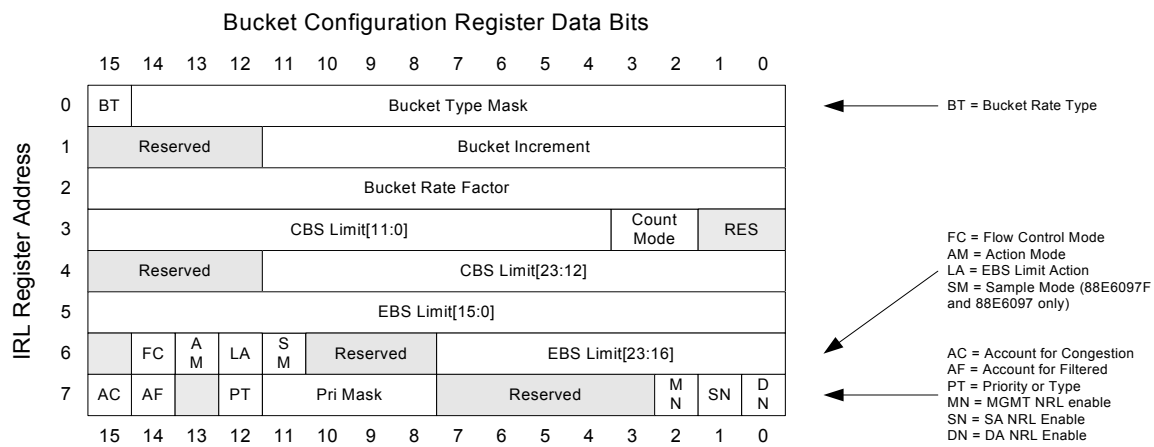 Bucket Configuration Register Data Bits
15 14 13 12 11 10 9 8 7 6 5 4 3 2 1 0
IRL Register Address
0 BT Bucket Type Mask
BT = Bucket Rate Type
1 Reserved Bucket Increment
2 Bucket Rate Factor
3 CBS Limit[11:0] Count Mode RES
4 Reserved CBS Limit[23:12]
5 EBS Limit[15:0]
6 FC AM LA SM Reserved EBS Limit[23:16]
FC = Flow Control Mode
AM = Action Mode
LA = EBS Limit Action
SM = Sample Mode (88E6097F
and 88E6097 only)
7 AC AF PT Pri Mask Reserved MN SN DN
AC = Account for Congestion
AF = Account for Filtered
PT = Priority or Type
MN = MGMT NRL enable
SN = SA NRL Enable
DN = DA NRL Enable
15 14 13 12 11 10 9 8 7 6 5 4 3 2 1 0